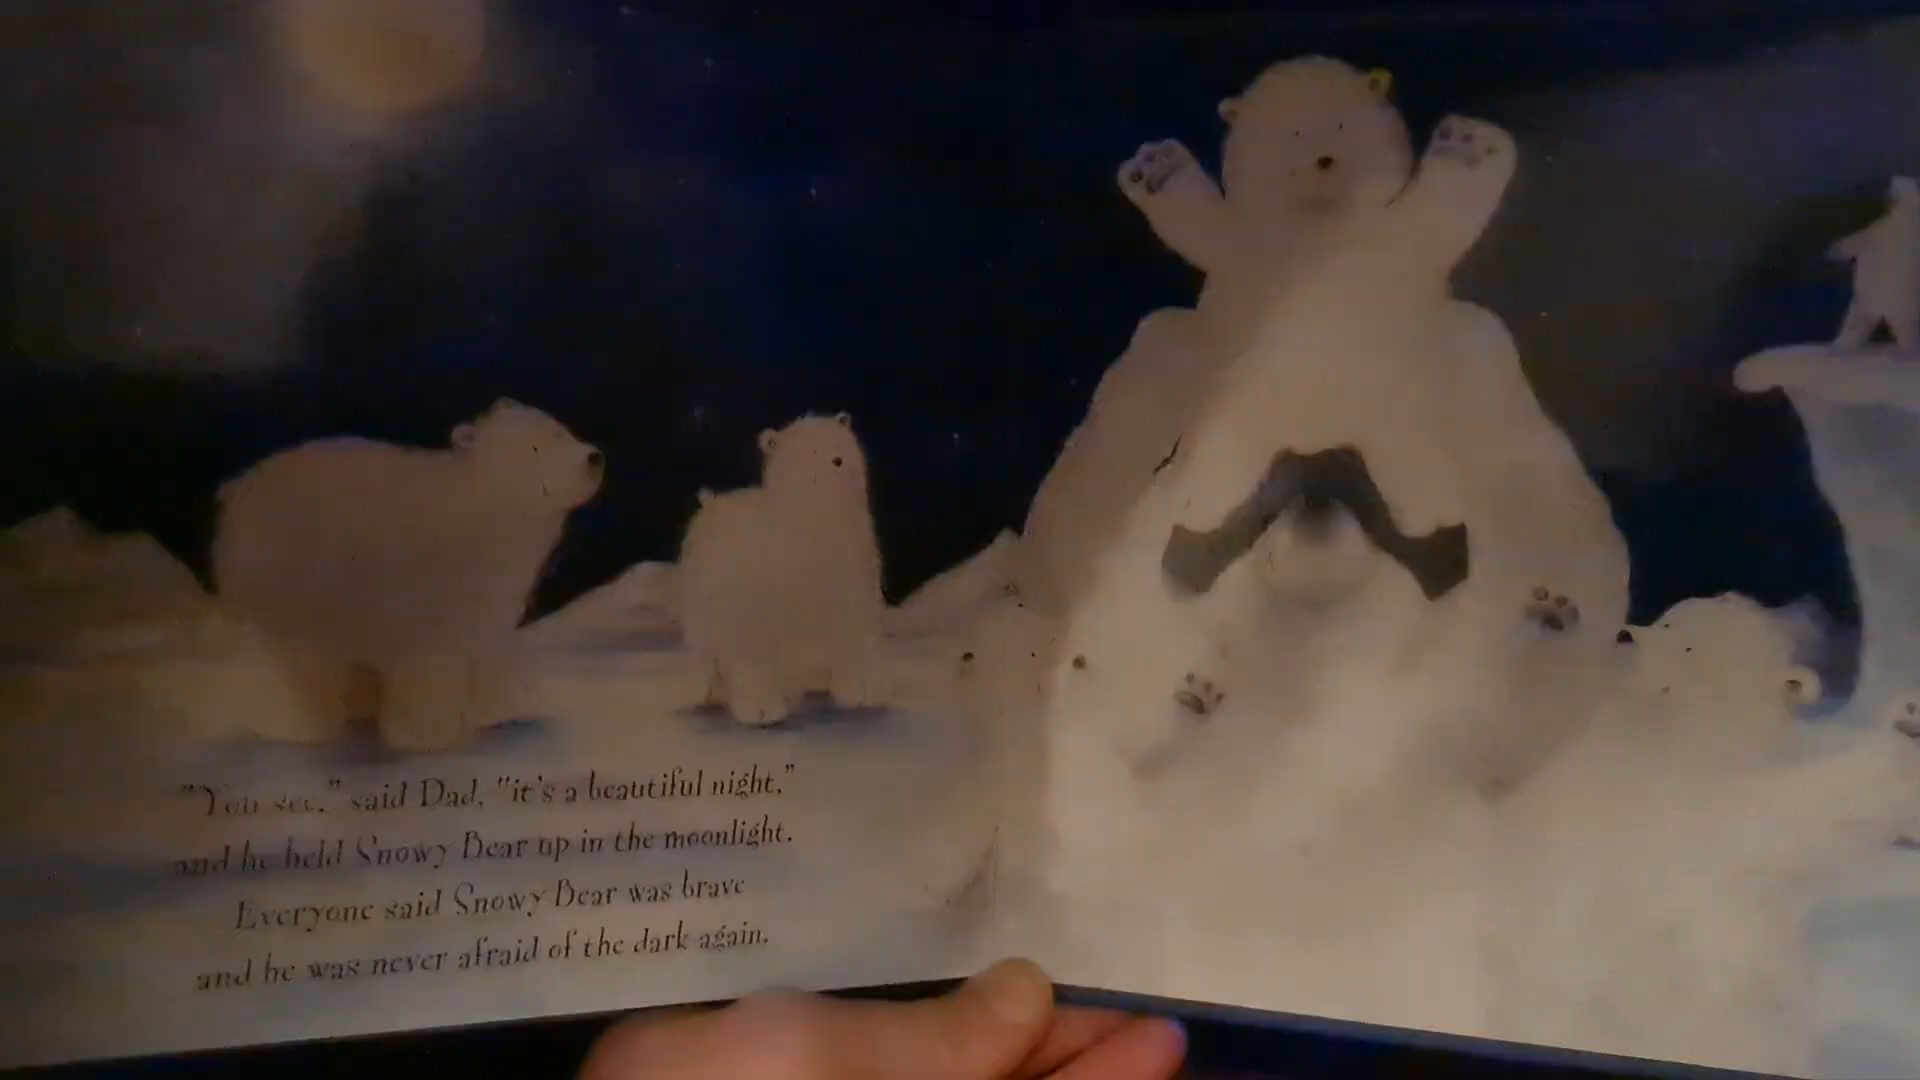 "You see," said Dad, "it's a beautiful night,"
and he held Snowy Bear up in the moonlight.
Everyone said Snowy Bear was brave
and he was never afraid of the dark again.